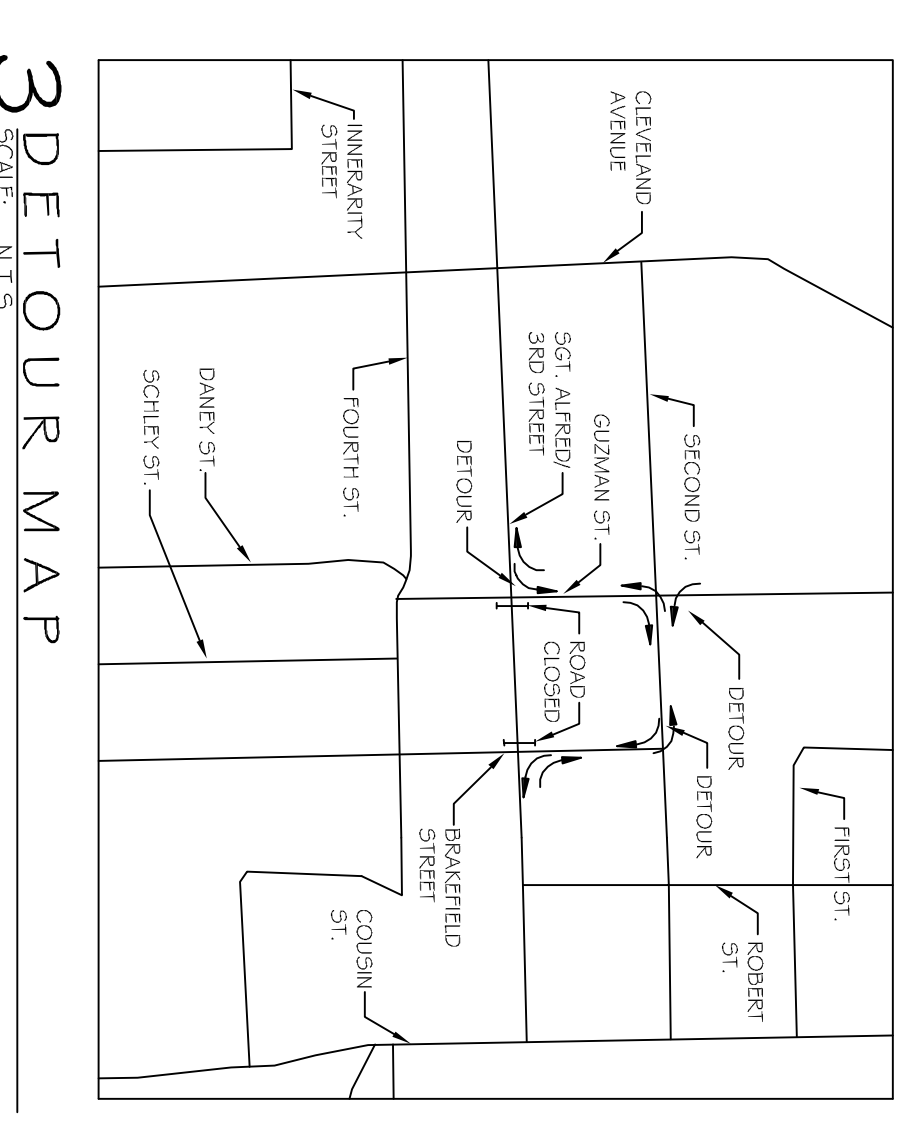 CLEVELAND
AVENUE
INNERARITY
STREET
SECOND ST.
GUZMAN ST.
SGT. ALFRED/
3RD STREET
DETOUR
FOURTH ST.
DANEY ST.
SCHLEY ST.
DETOUR
DETOUR
ROAD
CLOSED
FIRST ST.
BRAKEFIELD
STREET
ROBERT
ST.
COUSIN
ST.
3 DETOUR MAP
SCALE: N.T.S.